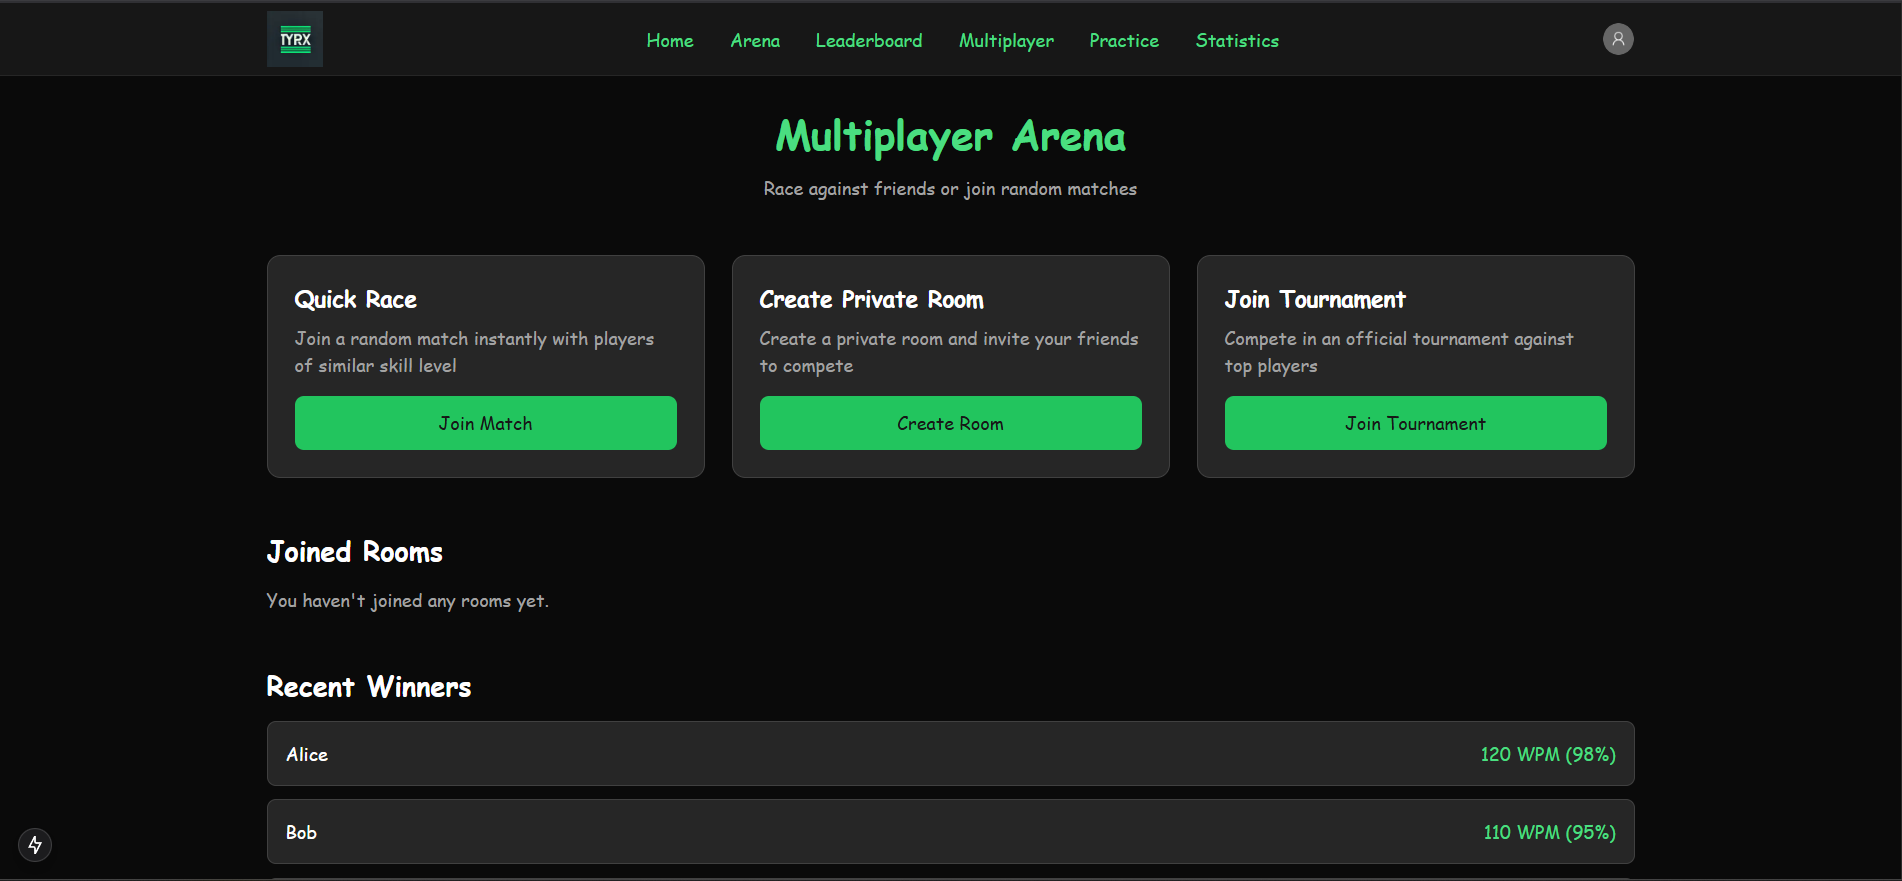 TYRX
Home Arena Leaderboard Multiplayer Practice Statistics
Multiplayer Arena
Race against friends or join random matches
Quick Race
Join a random match instantly with players
of similar skill level
Join Match
Create Private Room
Create a private room and invite your friends
to compete
Create Room
Join Tournament
Compete in an official tournament against
top players
Join Tournament
Joined Rooms
You haven't joined any rooms yet.
Recent Winners
Alice 120 WPM (98%)
Bob 110 WPM (95%)